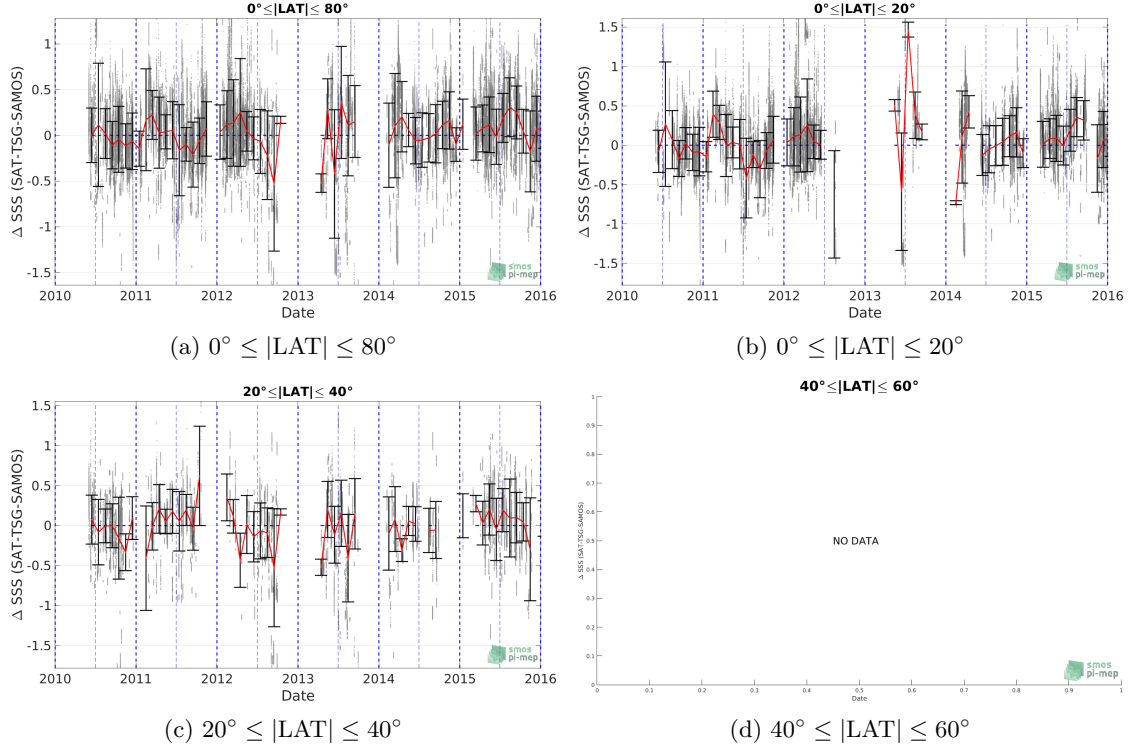 0°≤|LAT|≤ 80°
Δ SSS (SAT-TSG-SAMOS)
1
0.5
0
-0.5
-1
-1.5
2010 2011 2012 2013 2014 2015 2016
Date
smos
pi-mep
(a) 0° ≤ |LAT| ≤ 80°
0°≤|LAT|≤ 20°
Δ SSS (SAT-TSG-SAMOS)
1.5
1
0.5
0
-0.5
-1
-1.5
2010 2011 2012 2013 2014 2015 2016
Date
smos
pi-mep
(b) 0° ≤ |LAT| ≤ 20°
20°≤|LAT|≤ 40°
Δ SSS (SAT-TSG-SAMOS)
1.5
1
0.5
0
-0.5
-1
-1.5
2010 2011 2012 2013 2014 2015 2016
Date
smos
pi-mep
(c) 20° ≤ |LAT| ≤ 40°
40°≤|LAT|≤ 60°
Δ SSS (SAT-TSG-SAMOS)
1
0.9
0.8
0.7
0.6
0.5
0.4
0.3
0.2
0.1
0
NO DATA
0 0.1 0.2 0.3 0.4 0.5 0.6 0.7 0.8 0.9 1
Date
smos
pi-mep
(d) 40° ≤ |LAT| ≤ 60°